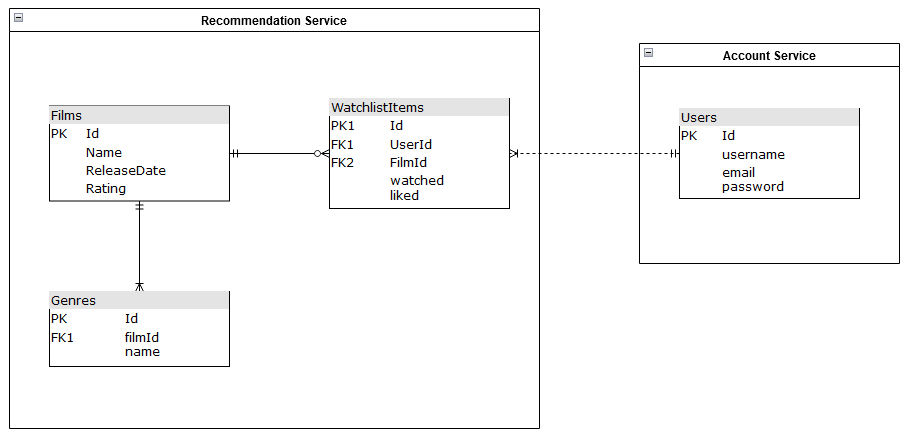 Recommendation Service
Account Service
Films
PK Id
Name
ReleaseDate
Rating
WatchlistItems
PK1 Id
FK1 UserId
FK2 FilmId
watched
liked
Users
PK Id
username
email
password
Genres
PK Id
FK1 filmId
name